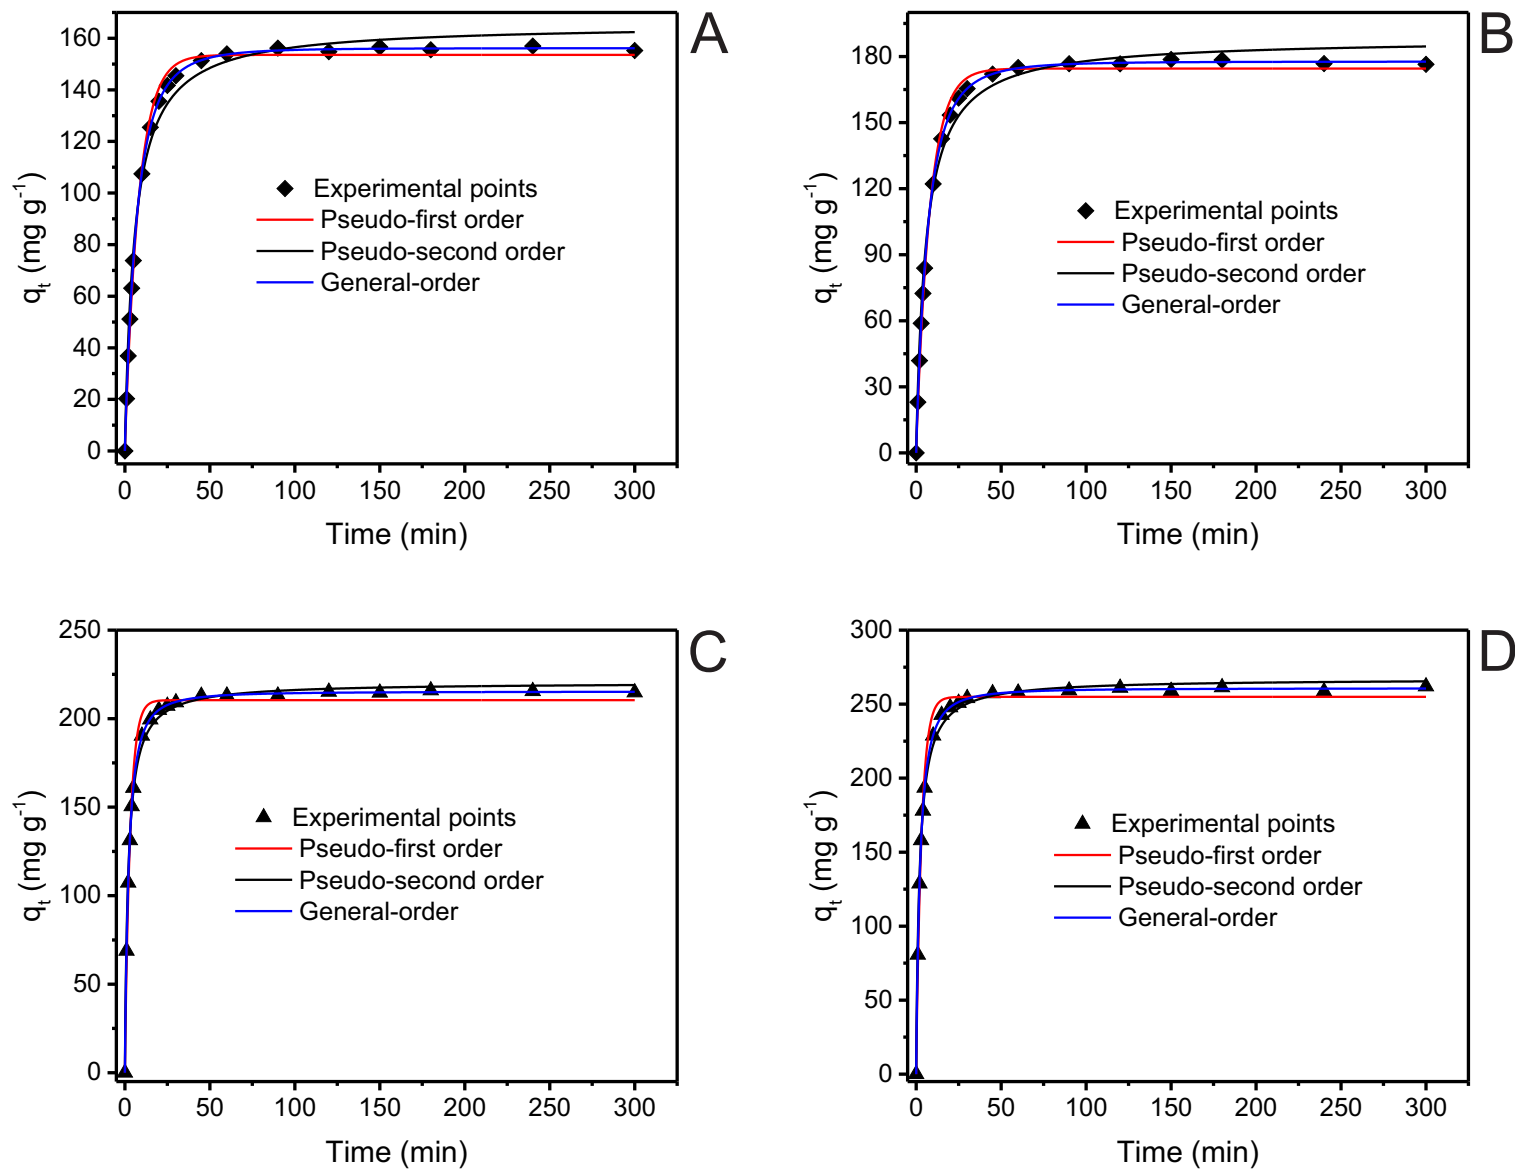 A
160
140
120
100
80
60
40
20
0
qt (mg g-1)
Experimental points
Pseudo-first order
Pseudo-second order
General-order
0 50 100 150 200 250 300
Time (min)
B
180
150
120
90
60
30
0
qt (mg g-1)
Experimental points
Pseudo-first order
Pseudo-second order
General-order
0 50 100 150 200 250 300
Time (min)
C
250
200
150
100
50
0
qt (mg g-1)
Experimental points
Pseudo-first order
Pseudo-second order
General-order
0 50 100 150 200 250 300
Time (min)
D
300
250
200
150
100
50
0
qt (mg g-1)
Experimental points
Pseudo-first order
Pseudo-second order
General-order
0 50 100 150 200 250 300
Time (min)